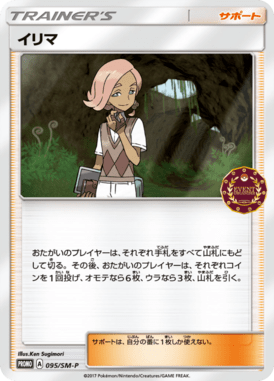 TRAINER'S サポート
イリマ
EVENT
おたがいのプレイヤーは、それぞれ手札をすべて山札にもど
して切る。その後、おたがいのプレイヤーは、それぞれコイ
ンを1回投げ、オモテなら6枚、ウラなら3枚、山札を引く。
Illus.Ken Sugimori
PROMO A 095/SM-P
サポートは、自分の番に1枚しか使えない。
©2017 Pokémon/Nintendo/Creatures/GAME FREAK.